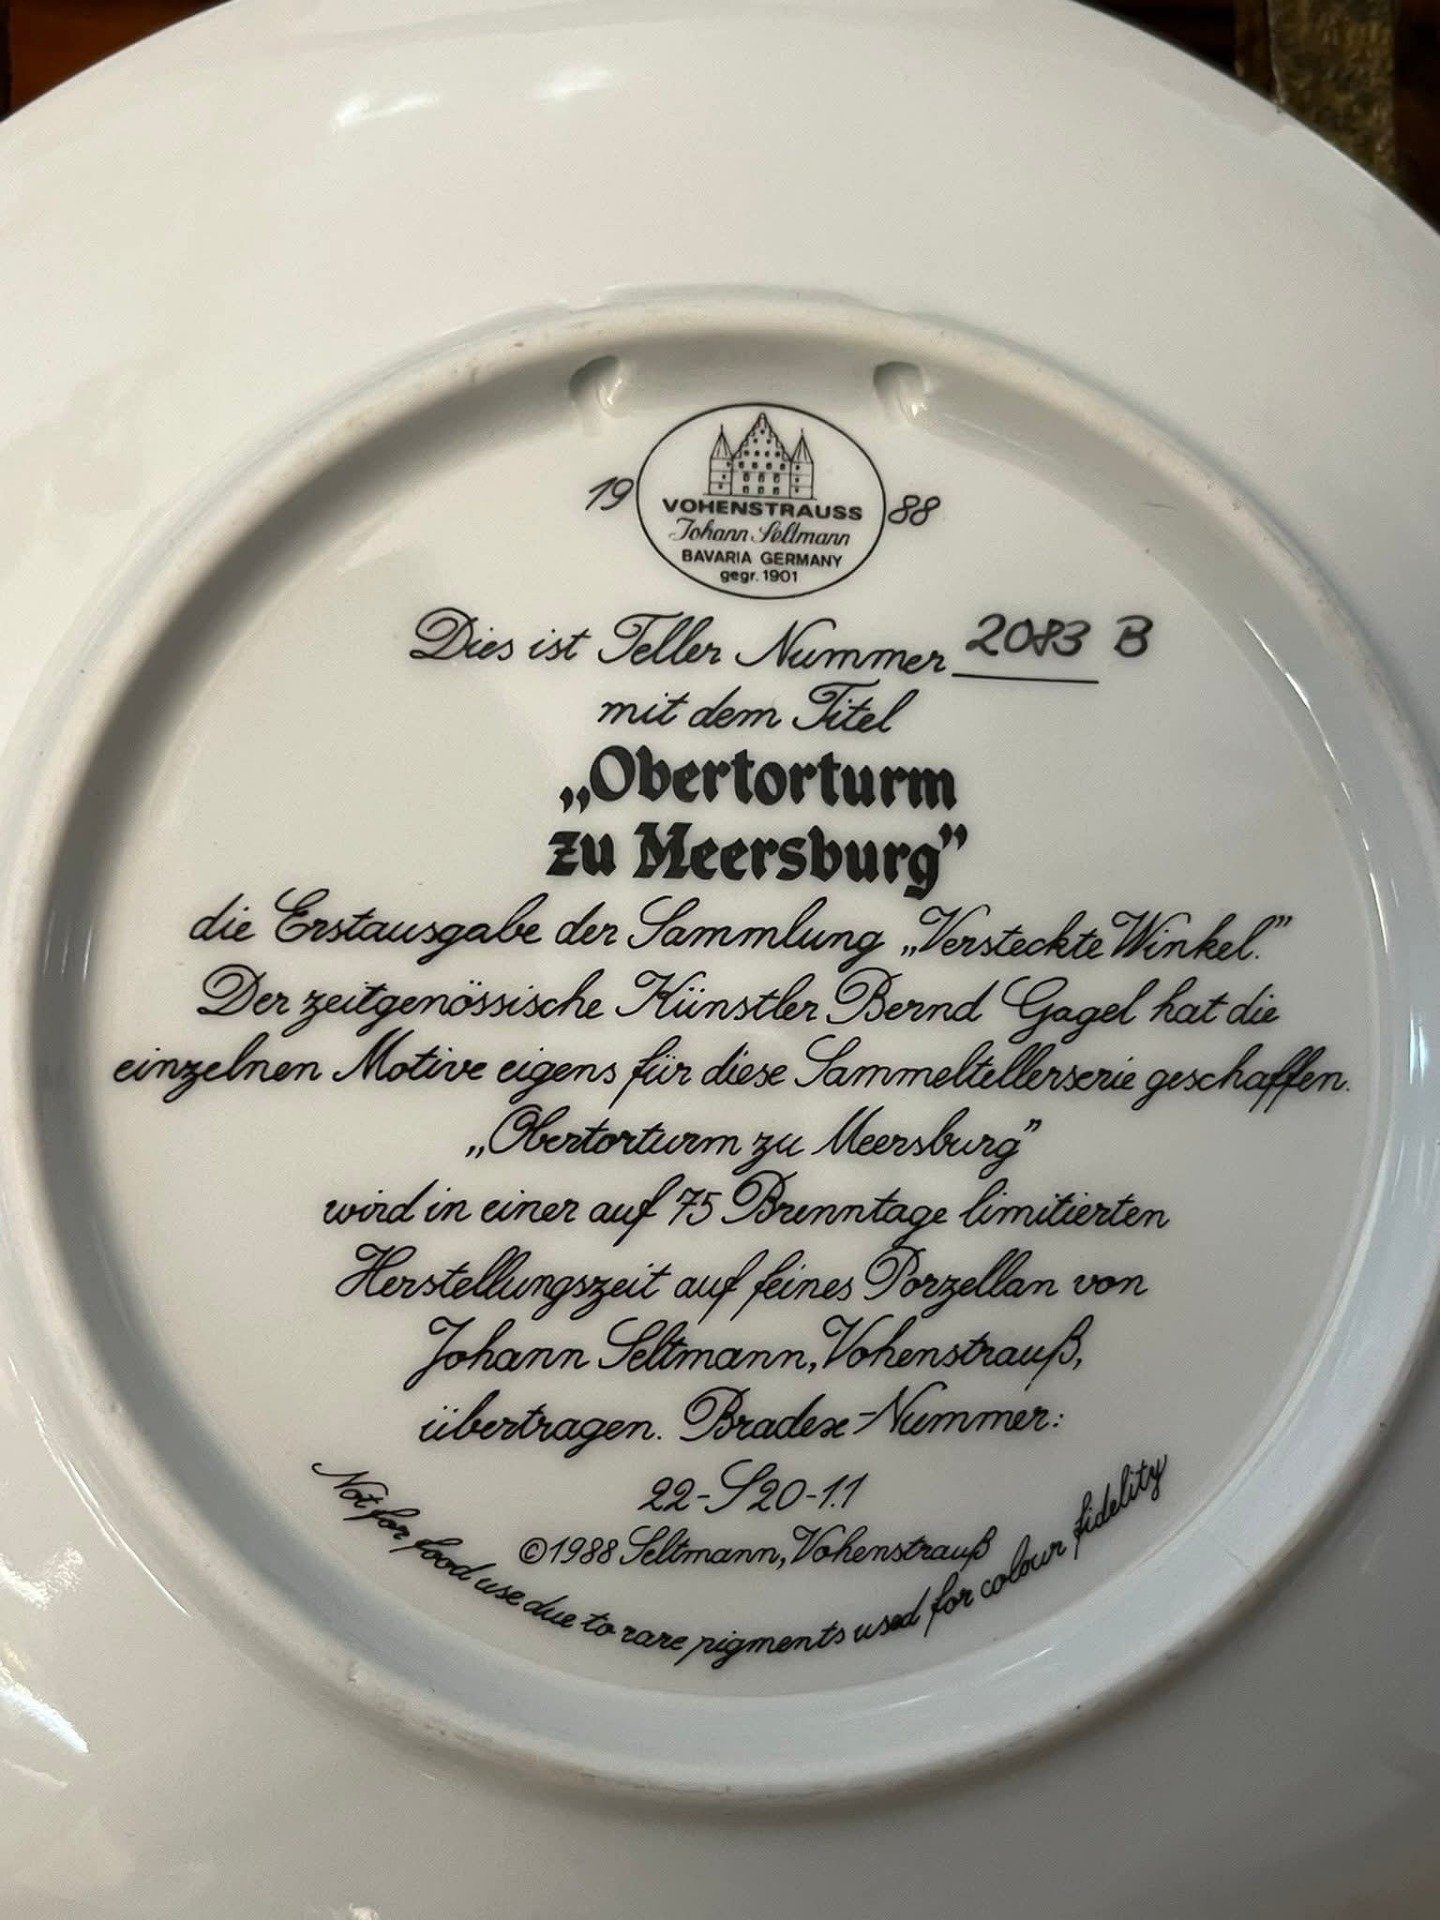 19 88
VOHENSTRAUSS
Johann Seltmann
BAVARIA GERMANY
gegr. 1901
Dies ist Teller Nummer 2083 B
mit dem Titel
„Obertorturm
zu Meersburg”
die Erstausgabe der Sammlung „Versteckte Winkel.”
Der zeitgenössische Künstler Bernd Gagel hat die
einzelnen Motive eigens für diese Sammeltellerserie geschaffen.
„Obertorturm zu Meersburg”
wird in einer auf 75 Brenntage limitierten
Herstellungszeit auf feines Porzellan von
Johann Seltmann, Vohenstrauß,
übertragen. Bradex-Nummer:
22-S20-1.1
©1988 Seltmann, Vohenstrauß
Not for food use due to rare pigments used for colour fidelity